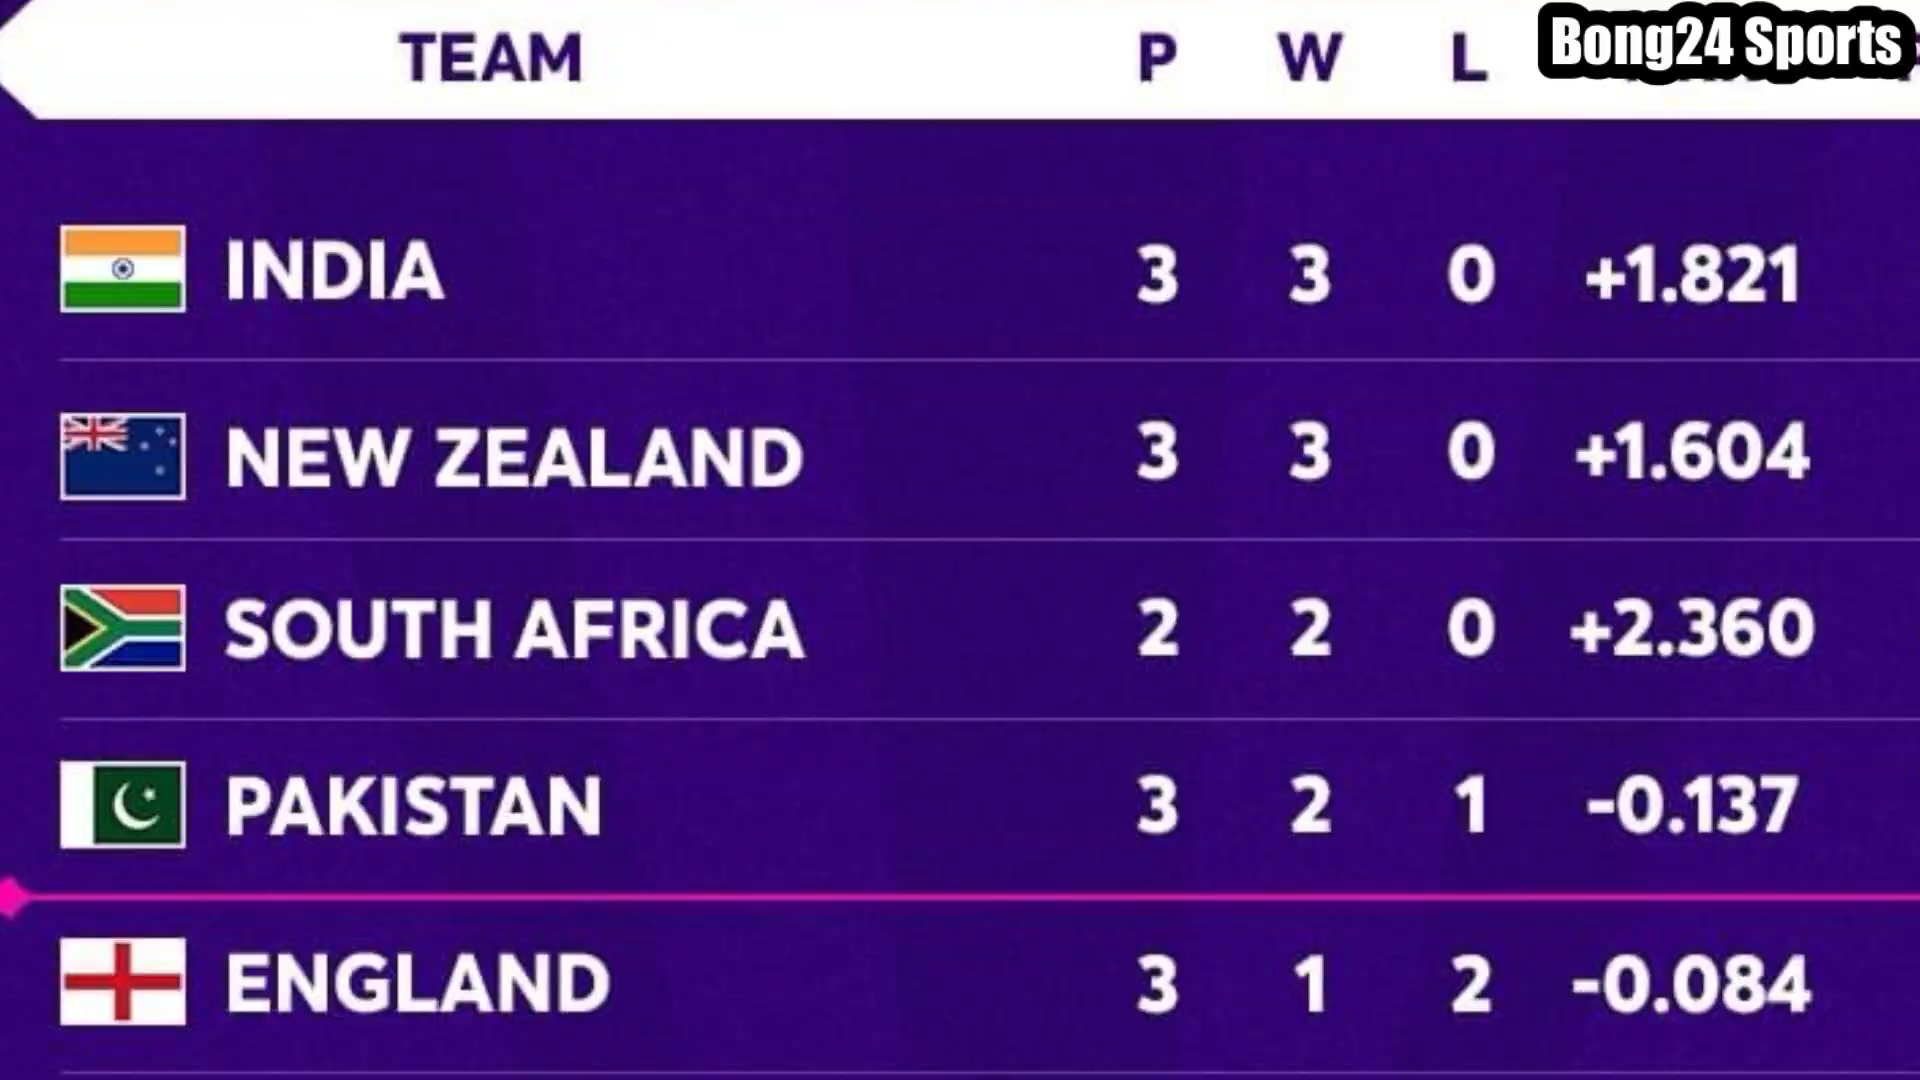 TEAM P W L Bong24 Sports
INDIA 3 3 0 +1.821
NEW ZEALAND 3 3 0 +1.604
SOUTH AFRICA 2 2 0 +2.360
PAKISTAN 3 2 1 -0.137
ENGLAND 3 1 2 -0.084